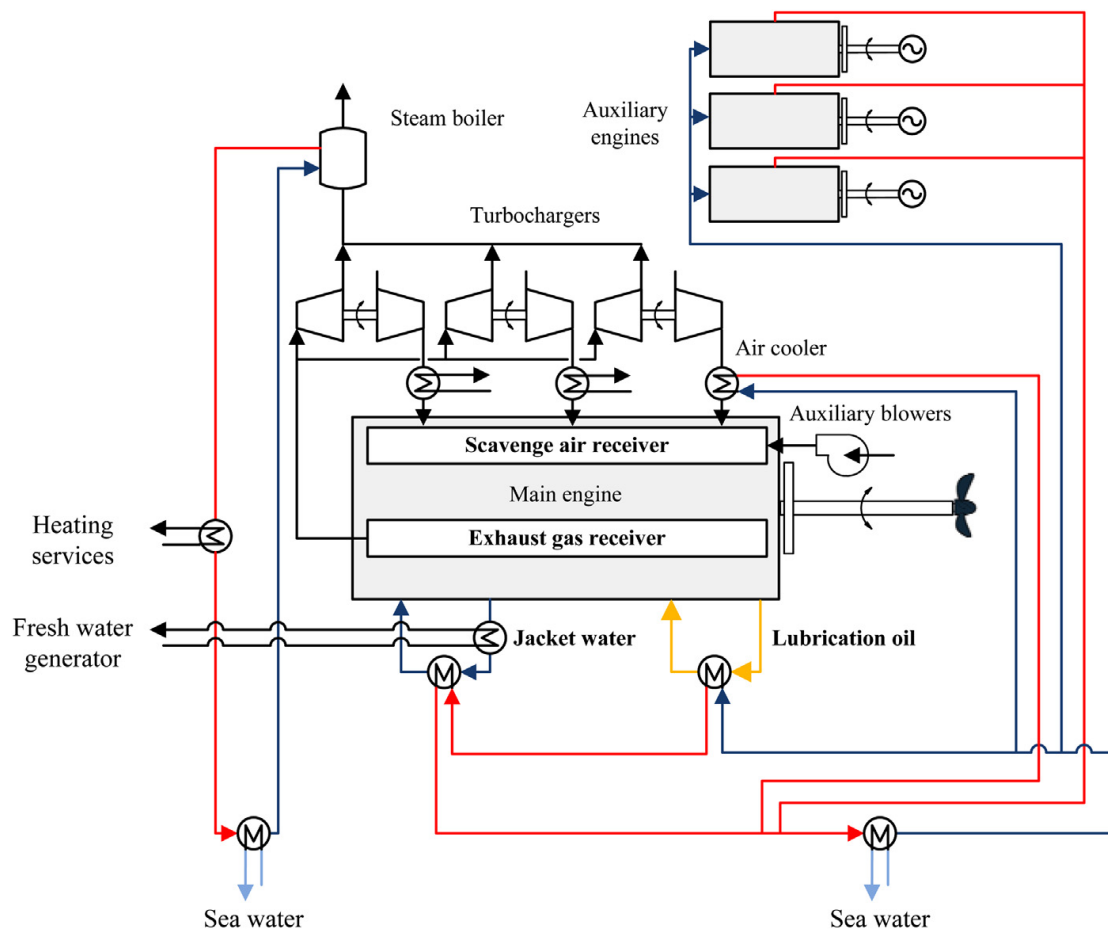 Steam boiler
Auxiliary
engines
Turbochargers
Air cooler
Auxiliary blowers
Scavenge air receiver
Main engine
Exhaust gas receiver
Heating
services
Fresh water
generator
Jacket water
Lubrication oil
Sea water
Sea water